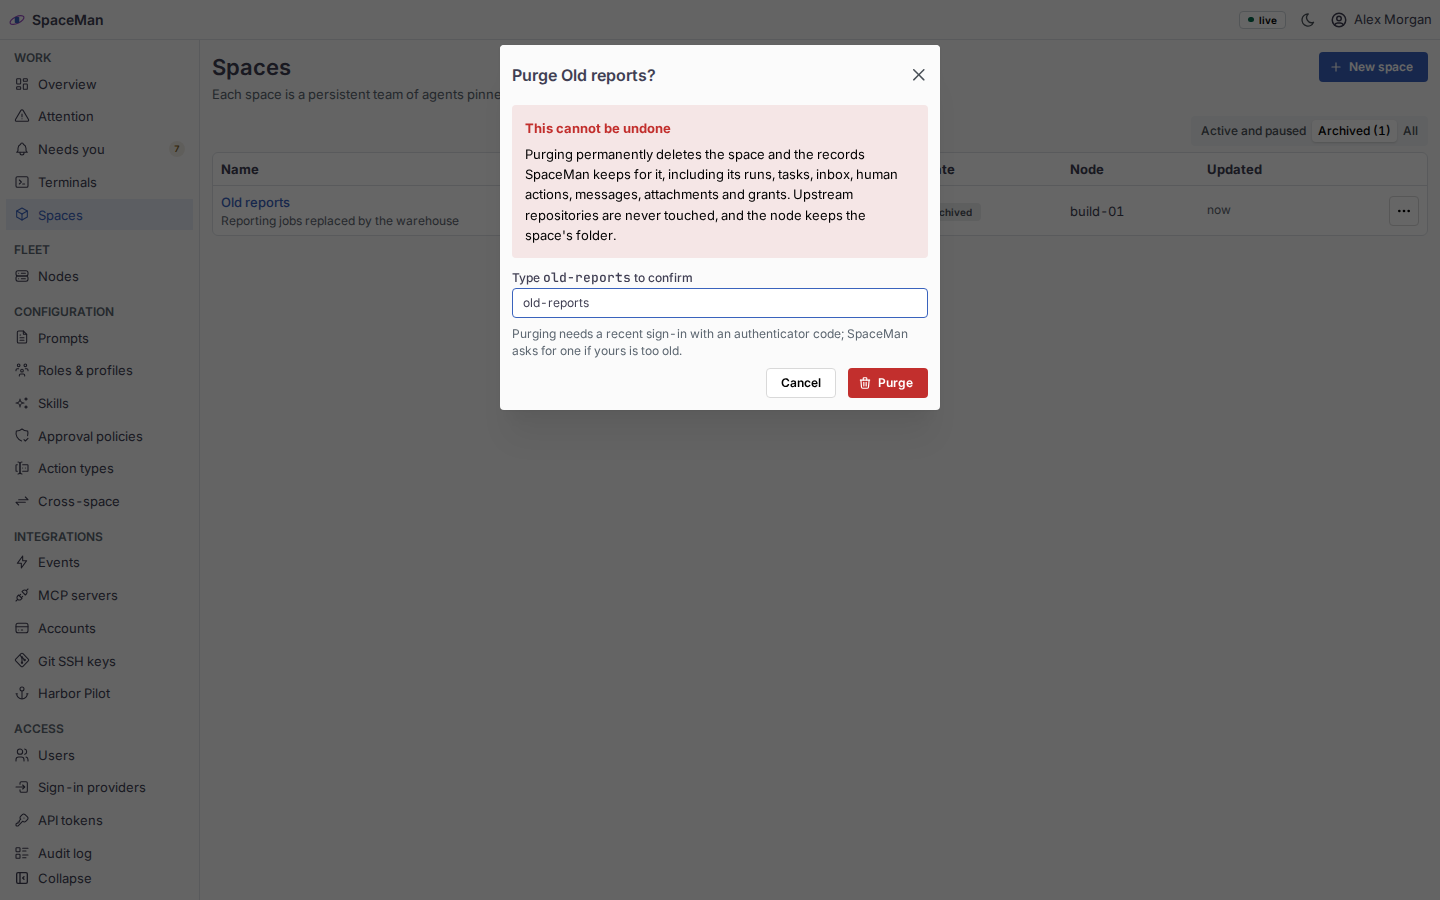 SpaceMan
live
Alex Morgan
WORK
Overview
Attention
Needs you 7
Terminals
Spaces
FLEET
Nodes
CONFIGURATION
Prompts
Roles & profiles
Skills
Approval policies
Action types
Cross-space
INTEGRATIONS
Events
MCP servers
Accounts
Git SSH keys
Harbor Pilot
ACCESS
Users
Sign-in providers
API tokens
Audit log
Collapse
Spaces
Each space is a persistent team of agents
New space
Active and paused Archived (1) All
Name Node Updated
Old reports
Reporting jobs replaced by the warehouse
build-01 now
Purge Old reports?
This cannot be undone
Purging permanently deletes the space and the records
SpaceMan keeps for it, including its runs, tasks, inbox, human
actions, messages, attachments and grants. Upstream
repositories are never touched, and the node keeps the
space's folder.
Type old-reports to confirm
old-reports
Purging needs a recent sign-in with an authenticator code; SpaceMan
asks for one if yours is too old.
Cancel Purge